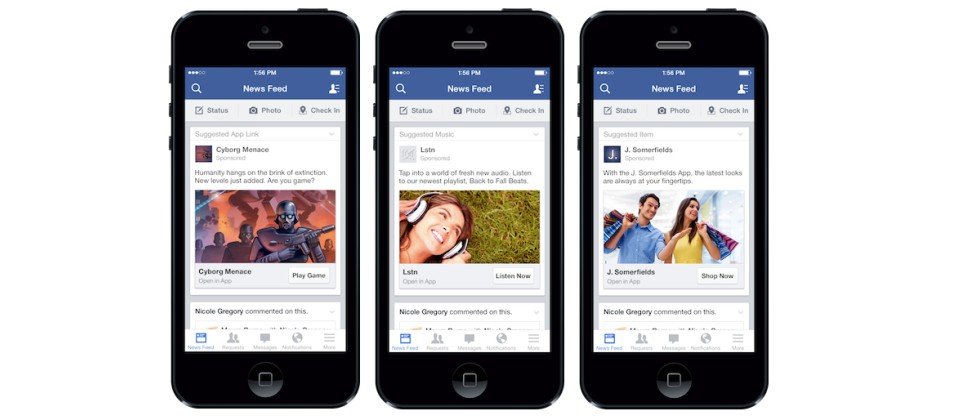 1:56 PM
News Feed
Status Photo Check In
Suggested App Link
Cyborg Menace
Sponsored
Humanity hangs on the brink of extinction.
New levels just added. Are you game?
Cyborg Menace
Open in App
Play Game
Nicole Gregory commented on this.
News Feed Requests Messages Notifications More
1:56 PM
News Feed
Status Photo Check In
Suggested Music
Lstn
Sponsored
Tap into a world of fresh new audio. Listen
to our newest playlist, Back to Fall Beats.
Lstn
Open in App
Listen Now
Nicole Gregory commented on this.
News Feed Requests Messages Notifications More
1:56 PM
News Feed
Status Photo Check In
Suggested Item
J.
J. Somerfields
Sponsored
With the J. Somerfields App, the latest looks
are always at your fingertips.
J. Somerfields
Open in App
Shop Now
Nicole Gregory commented on this.
News Feed Requests Messages Notifications More